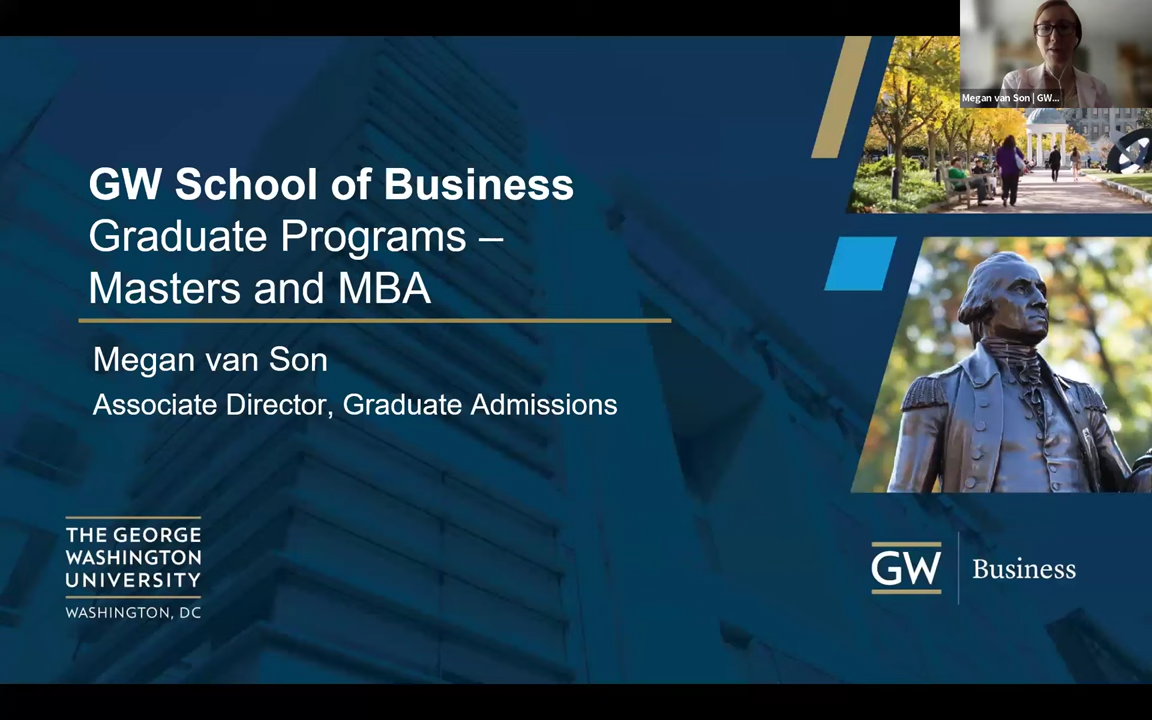 Megan van Son | GW...
GW School of Business
Graduate Programs –
Masters and MBA
Megan van Son
Associate Director, Graduate Admissions
THE GEORGE
WASHINGTON
UNIVERSITY
WASHINGTON, DC
GW Business